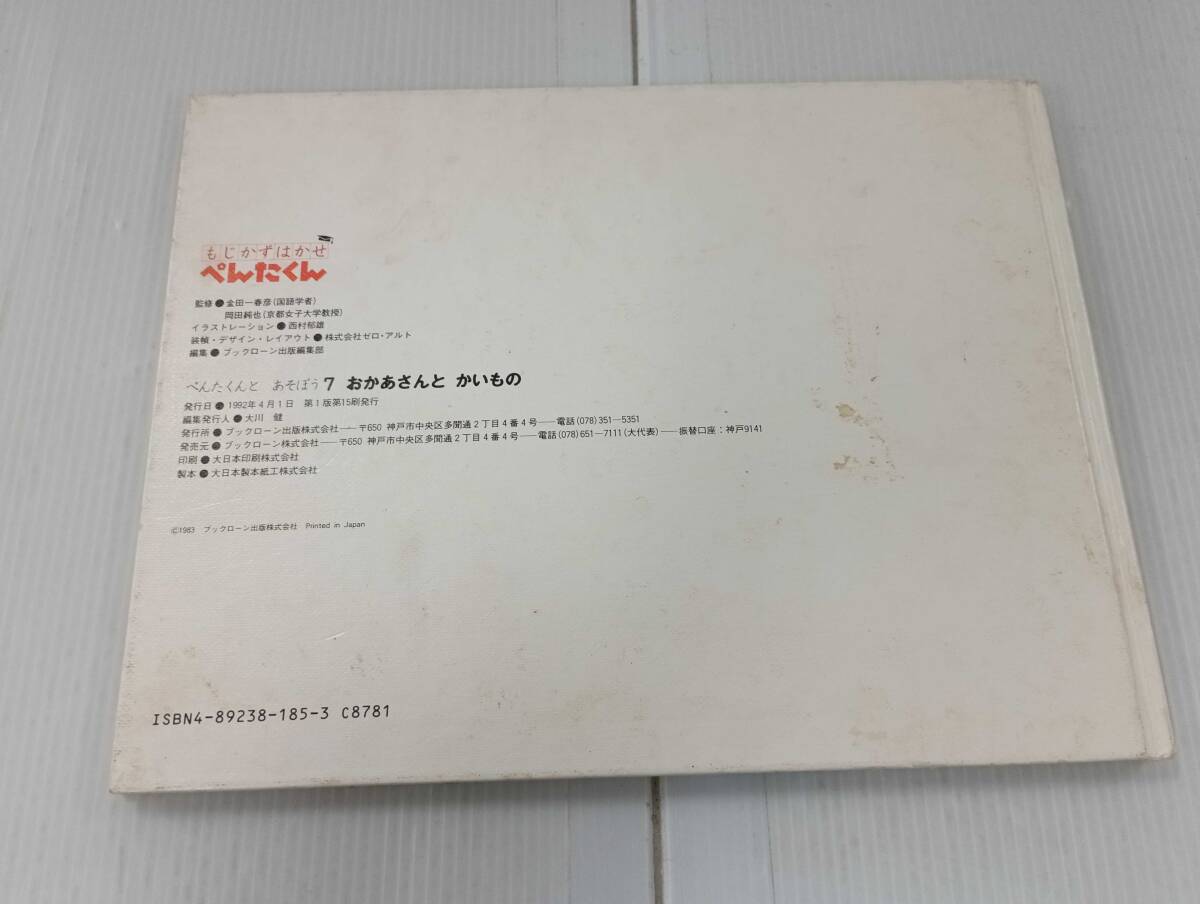 もじかずはかせ
ぺんたくん
監修●金田一春彦(国語学者)
岡田純也(京都女子大学教授)
イラストレーション●西村郁雄
装幀・デザイン・レイアウト●株式会社ゼロ・アルト
編集●ブックローン出版編集部
ぺんたくんと あそぼう7 おかあさんと かいもの
発行日●1992年4月1日 第1版第15刷発行
編集発行人●大川 健
発行所●ブックローン出版株式会社──〒650 神戸市中央区多聞通2丁目4番4号──電話(078)351─5351
発売元●ブックローン株式会社──〒650 神戸市中央区多聞通2丁目4番4号──電話(078)651─7111(大代表)──振替口座:神戸9141
印刷●大日本印刷株式会社
製本●大日本製本紙工株式会社
©1983 ブックローン出版株式会社 Printed in Japan
ISBN4-89238-185-3 C8781